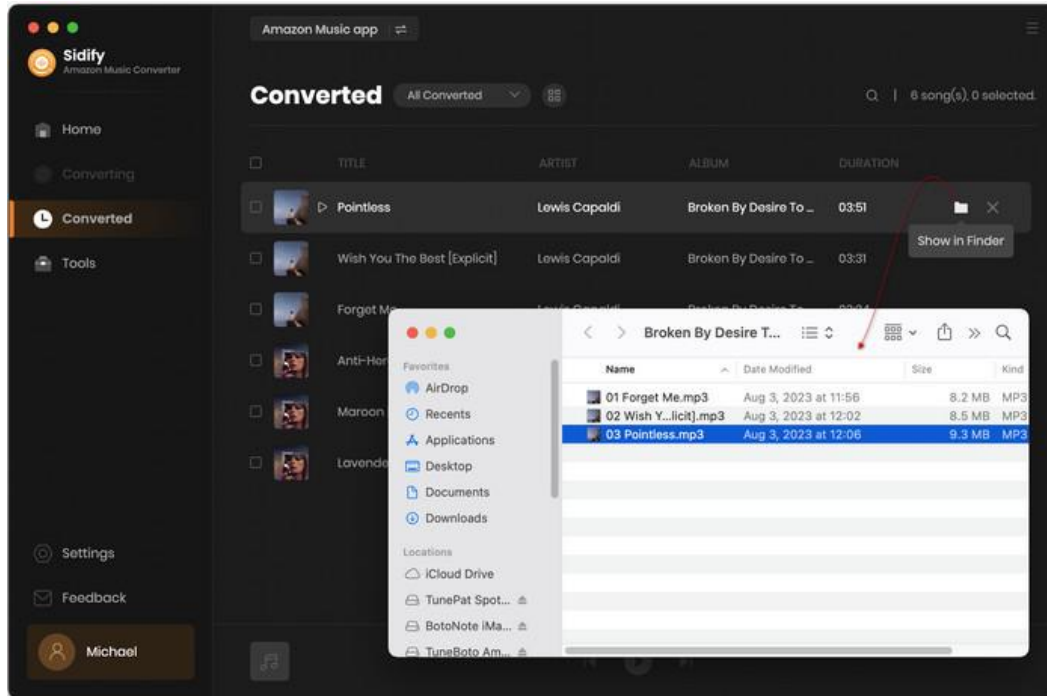 Amazon Music app
Sidify
Amazon Music Converter
Home
Converting
Converted
Tools
Settings
Feedback
Michael
Converted
All Converted
6 song(s), 0 selected.
TITLE ARTIST ALBUM DURATION
Pointless Lewis Capaldi Broken By Desire To ... 03:51
Show in Finder
Wish You The Best [Explicit] Lewis Capaldi Broken By Desire To ... 03:31
Forget Me
Anti-Her
Maroon
Lavende
Broken By Desire T...
Favorites
AirDrop
Recents
Applications
Desktop
Documents
Downloads
Locations
iCloud Drive
TunePat Spot...
BotoNote iMa...
TuneBoto Am...
Name Date Modified Size Kind
01 Forget Me.mp3 Aug 3, 2023 at 11:56 8.2 MB MP3
02 Wish Y...licit].mp3 Aug 3, 2023 at 12:02 8.5 MB MP3
03 Pointless.mp3 Aug 3, 2023 at 12:06 9.3 MB MP3